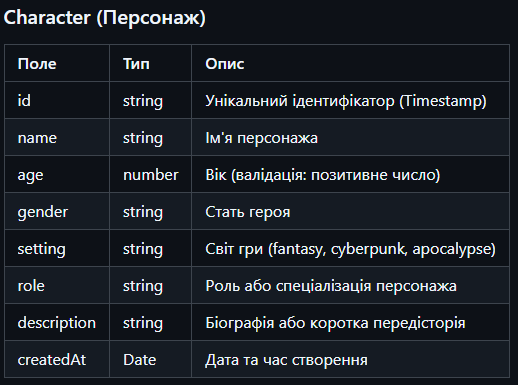 Character (Персонаж)
Поле Тип Опис
id string Унікальний ідентифікатор (Timestamp)
name string Ім'я персонажа
age number Вік (валідація: позитивне число)
gender string Стать героя
setting string Світ гри (fantasy, cyberpunk, apocalypse)
role string Роль або спеціалізація персонажа
description string Біографія або коротка передісторія
createdAt Date Дата та час створення